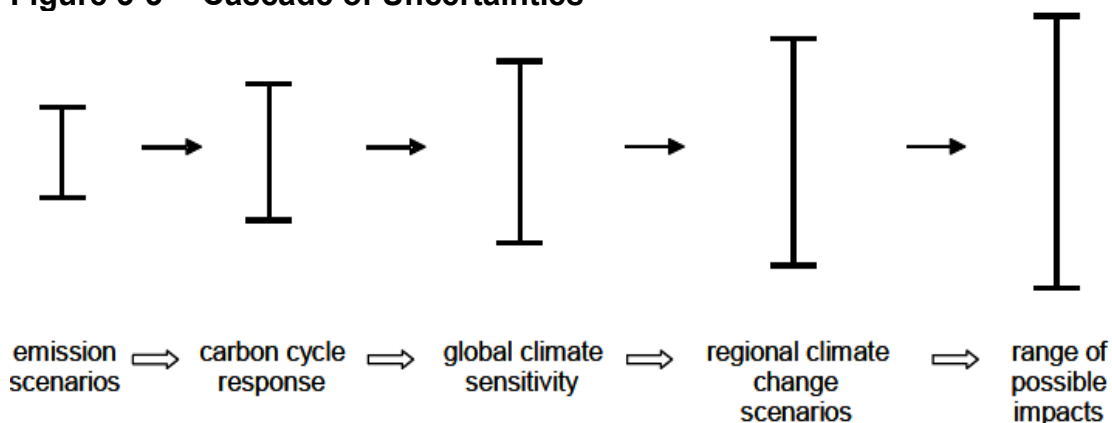 Cascade of Uncertainties
emission
scenarios
carbon cycle
response
global climate
sensitivity
regional climate
change
scenarios
range of
possible
impacts